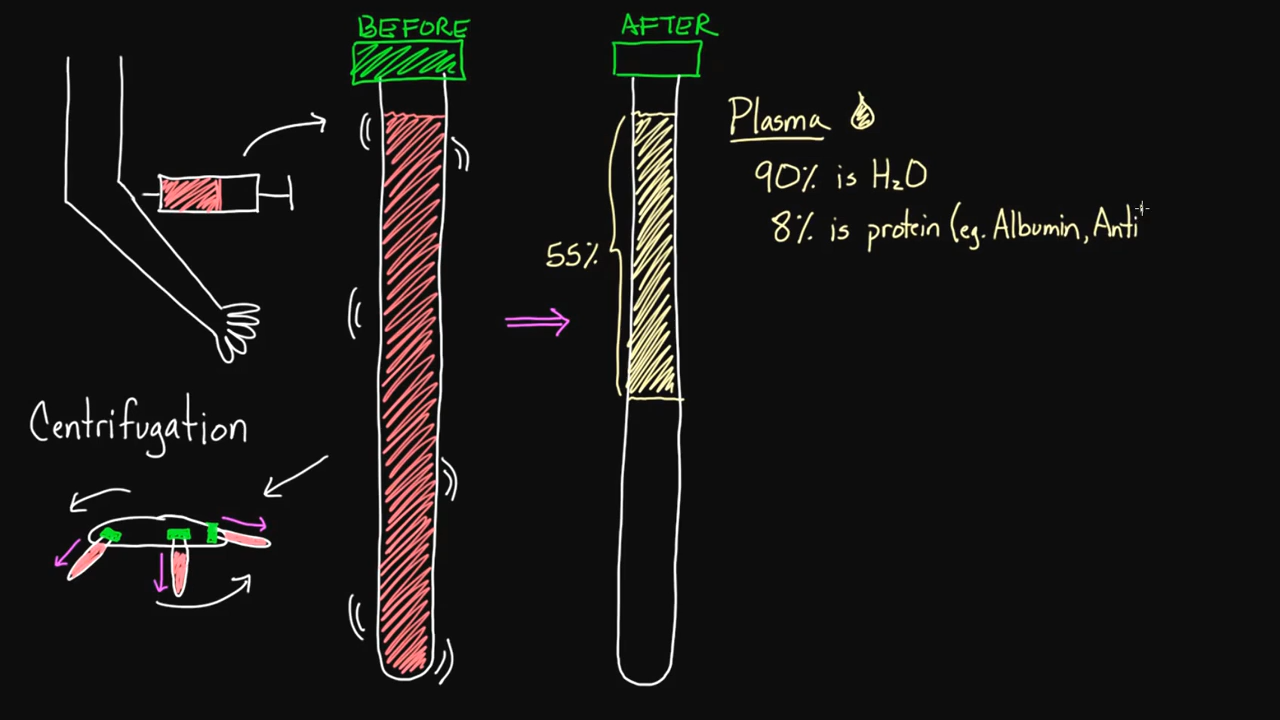 BEFORE
AFTER
Plasma
90% is H₂O
8% is protein (eg. Albumin, Anti
55%
Centrifugation